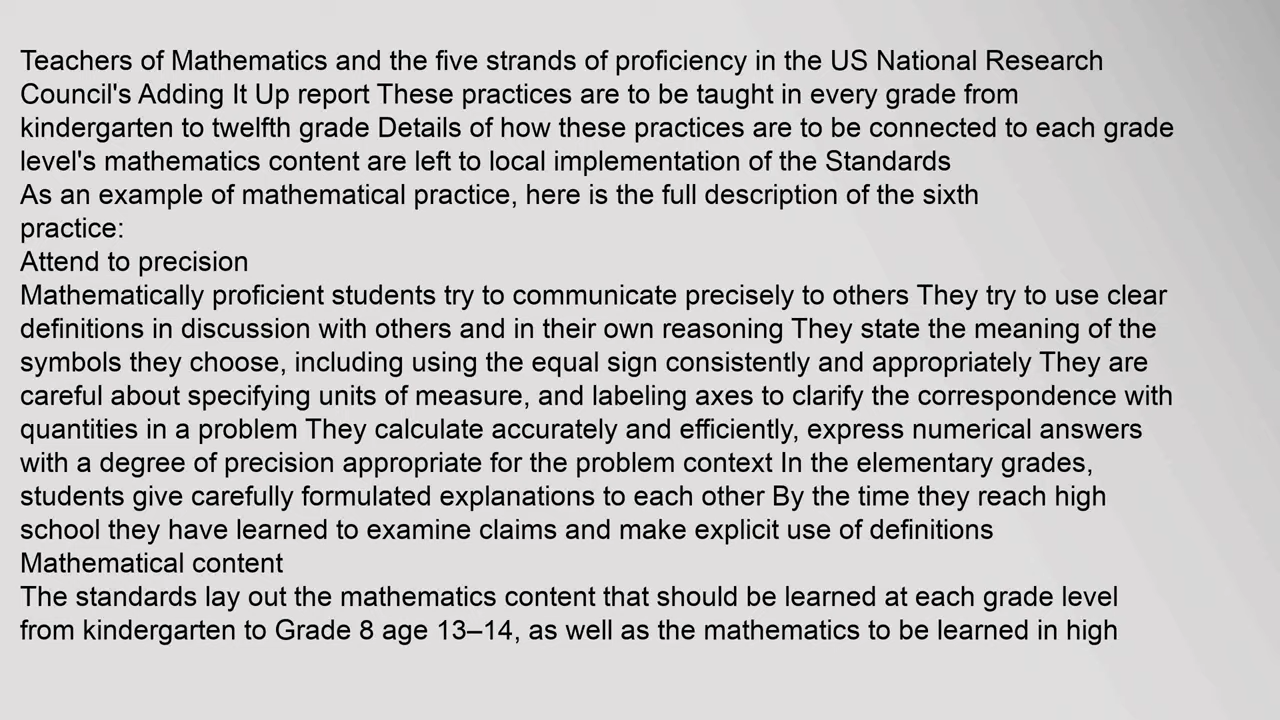 Teachers of Mathematics and the five strands of proficiency in the US National Research
Council's Adding It Up report These practices are to be taught in every grade from
kindergarten to twelfth grade Details of how these practices are to be connected to each grade
level's mathematics content are left to local implementation of the Standards
As an example of mathematical practice, here is the full description of the sixth
practice:
Attend to precision
Mathematically proficient students try to communicate precisely to others They try to use clear
definitions in discussion with others and in their own reasoning They state the meaning of the
symbols they choose, including using the equal sign consistently and appropriately They are
careful about specifying units of measure, and labeling axes to clarify the correspondence with
quantities in a problem They calculate accurately and efficiently, express numerical answers
with a degree of precision appropriate for the problem context In the elementary grades,
students give carefully formulated explanations to each other By the time they reach high
school they have learned to examine claims and make explicit use of definitions
Mathematical content
The standards lay out the mathematics content that should be learned at each grade level
from kindergarten to Grade 8 age 13–14, as well as the mathematics to be learned in high